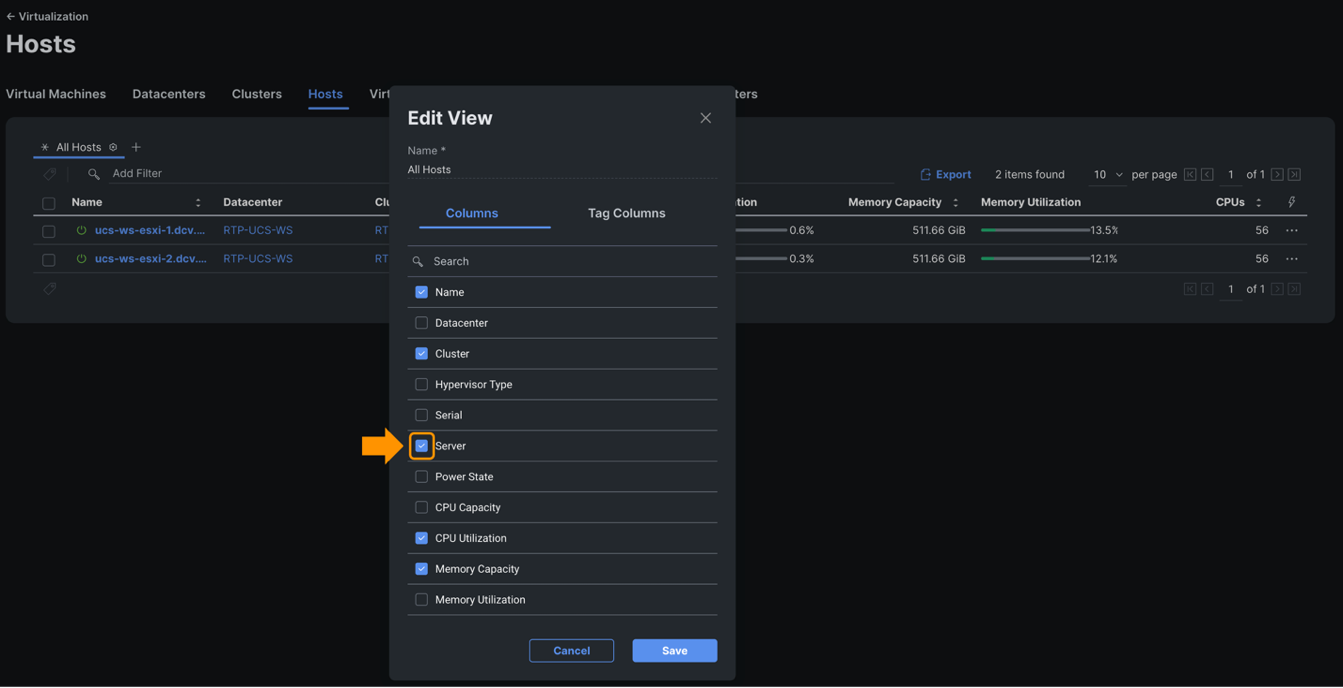 ← Virtualization
Hosts
Virtual Machines Datacenters Clusters Hosts Virt ters
Edit View
Name *
All Hosts
All Hosts
Add Filter
Export 2 items found 10 per page 1 of 1
Name Datacenter Clu tion Memory Capacity Memory Utilization CPUs
ucs-ws-esxi-1.dcv.... RTP-UCS-WS RT 0.6% 511.66 GiB 13.5% 56 ...
ucs-ws-esxi-2.dcv.... RTP-UCS-WS RT 0.3% 511.66 GiB 12.1% 56 ...
1 of 1
Columns Tag Columns
Search
Name
Datacenter
Cluster
Hypervisor Type
Serial
Server
Power State
CPU Capacity
CPU Utilization
Memory Capacity
Memory Utilization
Cancel Save